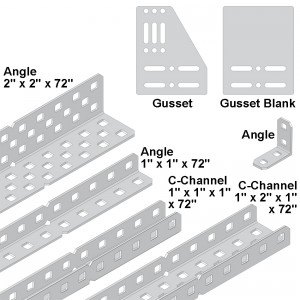 Angle
2" x 2" x 72"
Gusset
Gusset Blank
Angle
Angle
1" x 1" x 72"
C-Channel
1" x 1" x 1"
x 72"
C-Channel
1" x 2" x 1"
x 72"